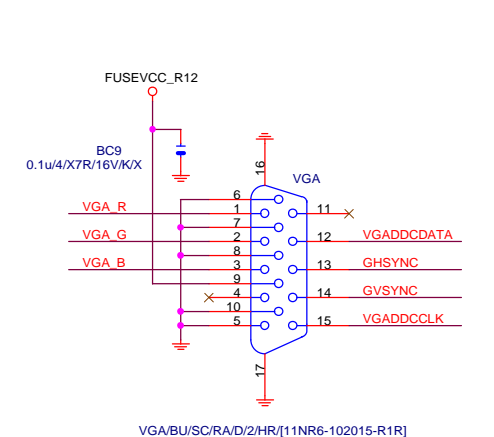 FUSEVCC_R12
BC9
0.1u/4/X7R/16V/K/X
16
VGA
6
VGA_R
1
11
7
VGA_G
2
12
VGADDCDATA
8
VGA_B
3
13
GHSYNC
9
4
14
GVSYNC
10
5
15
VGADDCCLK
17
VGA/BU/SC/RA/D/2/HR/[11NR6-102015-R1R]